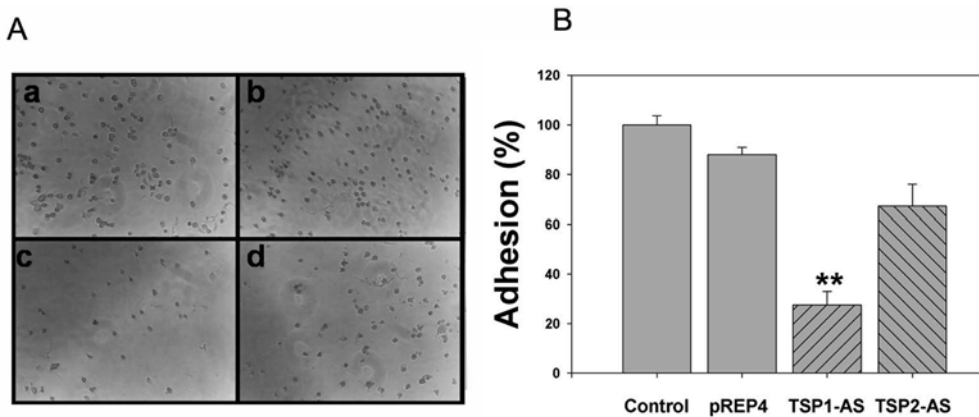 A
a
b
c
d
B
Adhesion (%)
120
100
80
60
40
20
0
**
Control pREP4 TSP1-AS TSP2-AS